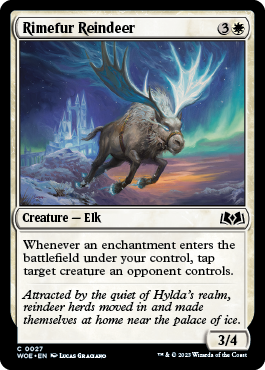 Rimefur Reindeer 3
Creature — Elk
Whenever an enchantment enters the
battlefield under your control, tap
target creature an opponent controls.
Attracted by the quiet of Hylda's realm,
reindeer herds moved in and made
themselves at home near the palace of ice.
3/4
C 0027
WOE • EN Lucas Graciano
™ & © 2023 Wizards of the Coast